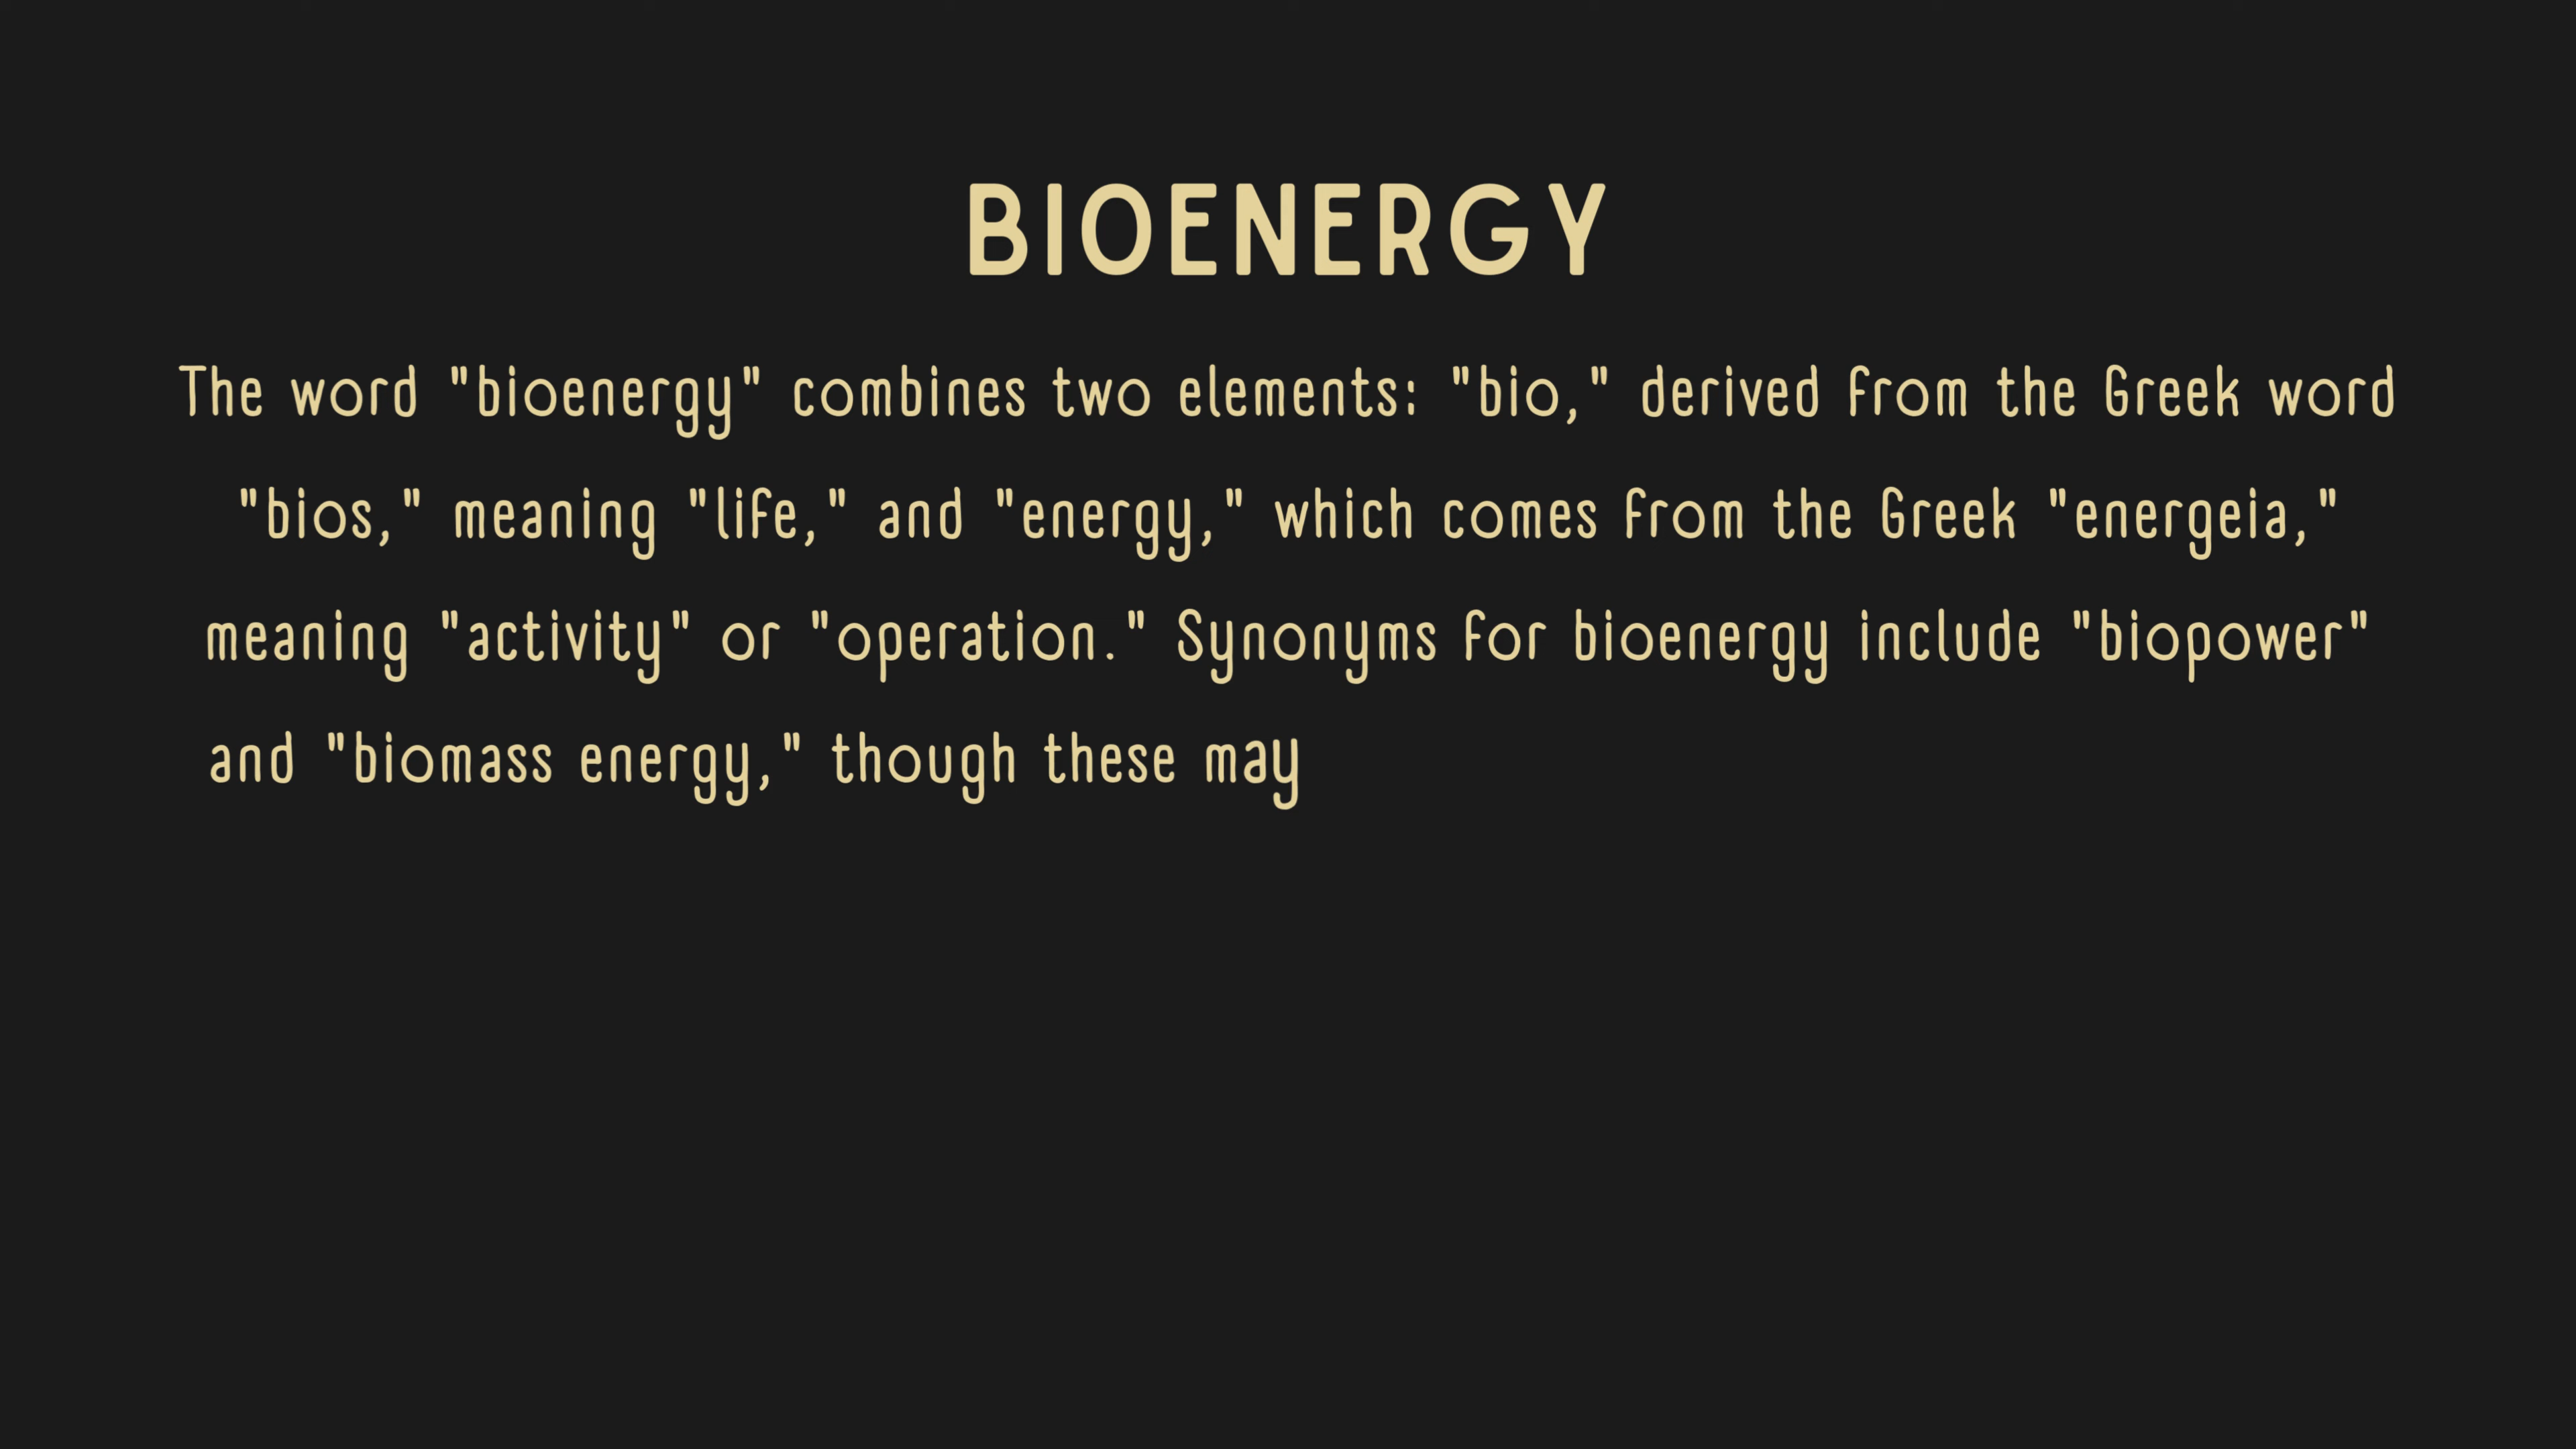 BIOENERGY
The word "bioenergy" combines two elements: "bio," derived from the Greek word
"bios," meaning "life," and "energy," which comes from the Greek "energeia,"
meaning "activity" or "operation." Synonyms for bioenergy include "biopower"
and "biomass energy," though these may